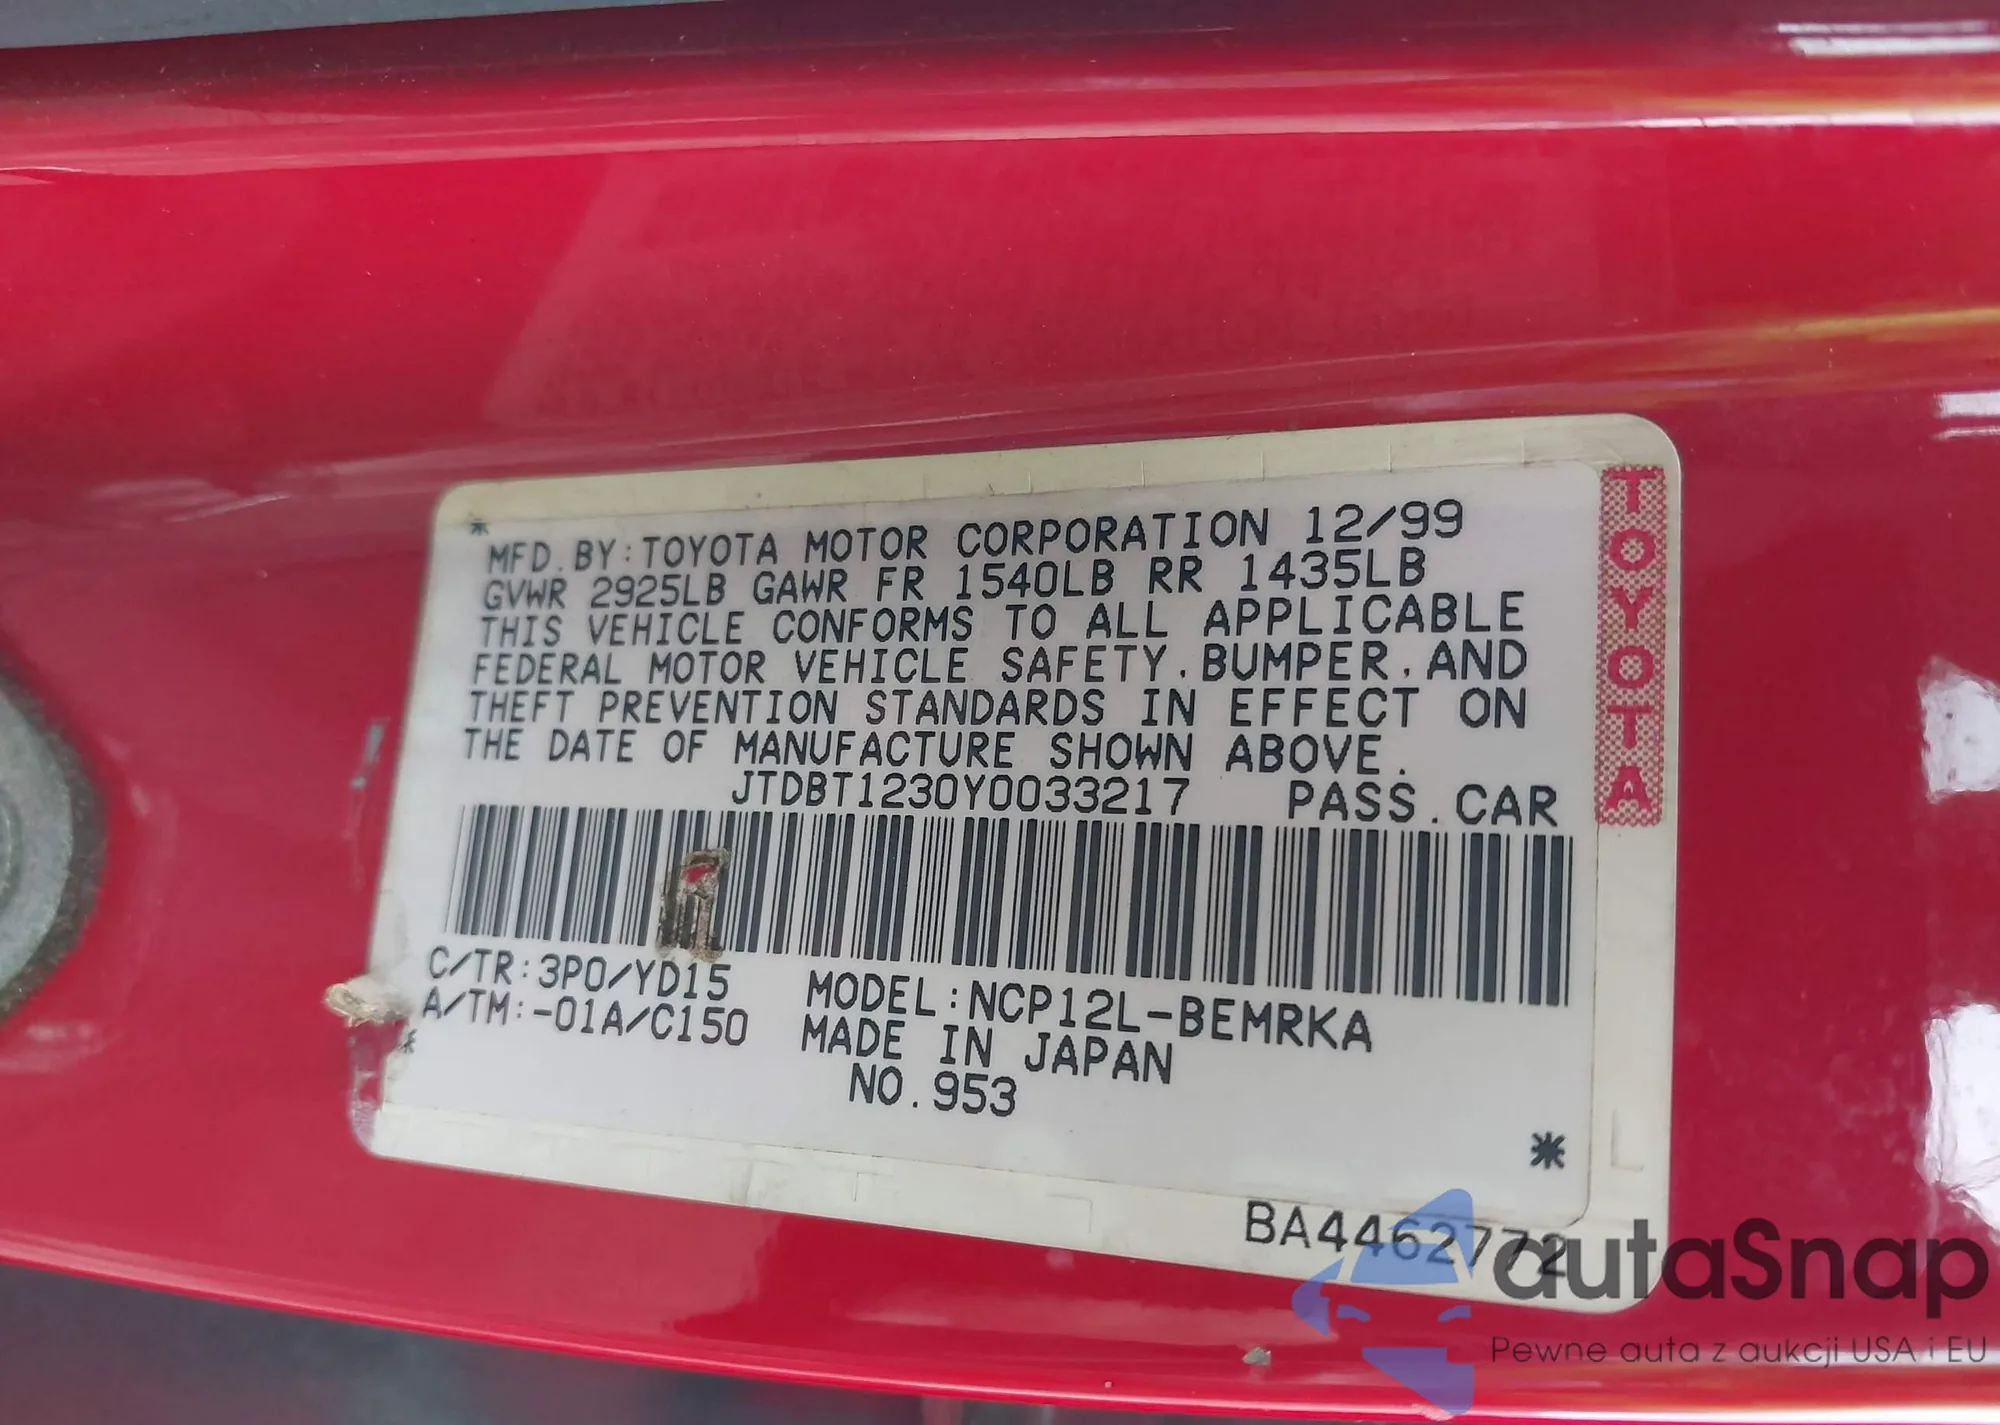 *
MFD.BY:TOYOTA MOTOR CORPORATION 12/99
GVWR 2925LB GAWR FR 1540LB RR 1435LB
THIS VEHICLE CONFORMS TO ALL APPLICABLE
FEDERAL MOTOR VEHICLE SAFETY.BUMPER.AND
THEFT PREVENTION STANDARDS IN EFFECT ON
THE DATE OF MANUFACTURE SHOWN ABOVE.
JTDBT1230Y0033217 PASS.CAR
C/TR:3P0/YD15 MODEL:NCP12L-BEMRKA
A/TM:-01A/C150 MADE IN JAPAN
* NO.953
*
BA4462772
TOYOTA
autaSnap
Pewne auta z aukcji USA i EU